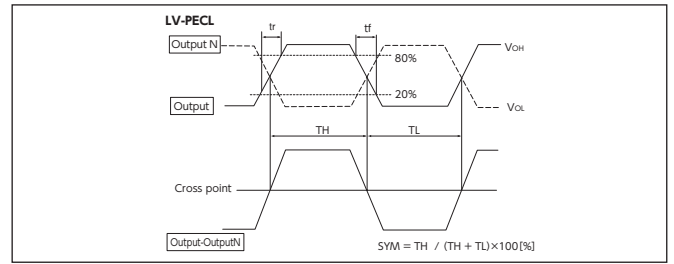 LV-PECL
tr
tf
Output N
VOH
80%
20%
Output
VOL
TH
TL
Cross point
Output-OutputN
SYM = TH / (TH + TL)×100[%]